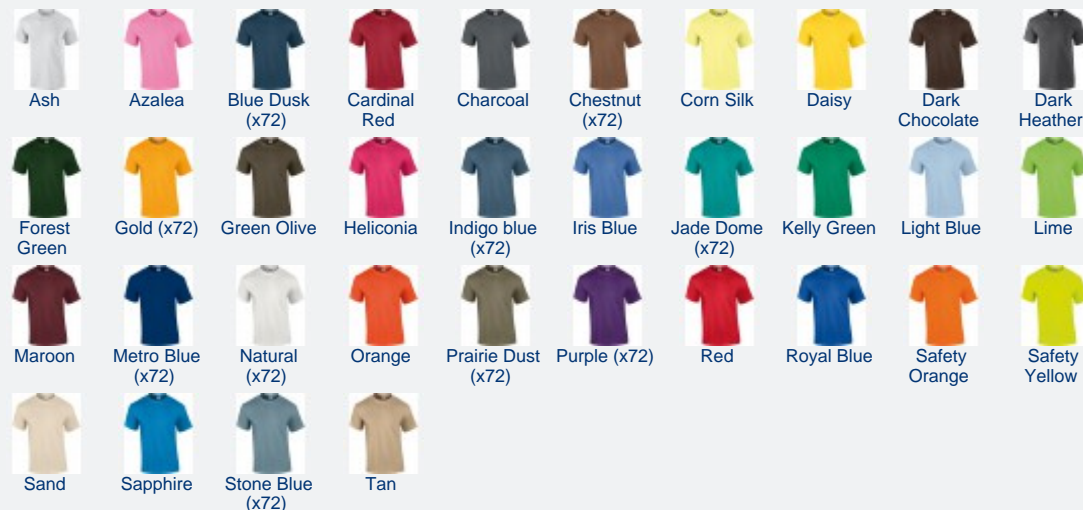 Ash
Azalea
Blue Dusk
(x72)
Cardinal
Red
Charcoal
Chestnut
(x72)
Corn Silk
Daisy
Dark
Chocolate
Dark
Heather
Forest
Green
Gold (x72)
Green Olive
Heliconia
Indigo blue
(x72)
Iris Blue
Jade Dome
(x72)
Kelly Green
Light Blue
Lime
Maroon
Metro Blue
(x72)
Natural
(x72)
Orange
Prairie Dust
(x72)
Purple (x72)
Red
Royal Blue
Safety
Orange
Safety
Yellow
Sand
Sapphire
Stone Blue
(x72)
Tan